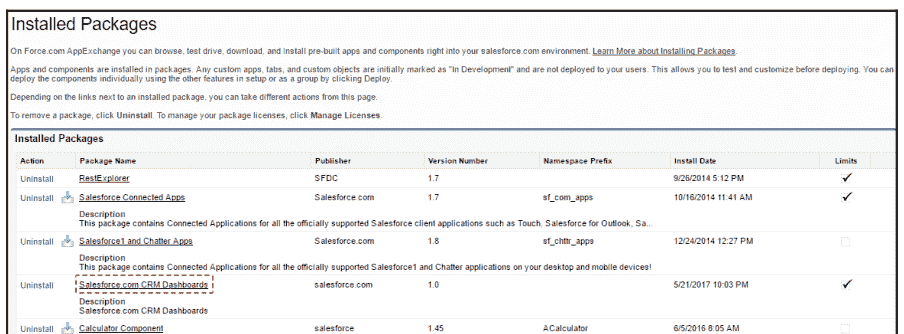 Installed Packages
On Force.com AppExchange you can browse, test drive, download, and install pre-built apps and components right into your salesforce.com environment. Learn More about Installing Packages.
Apps and components are installed in packages. Any custom apps, tabs, and custom objects are initially marked as "In Development" and are not deployed to your users. This allows you to test and customize before deploying. You can
deploy the components individually using the other features in setup or as a group by clicking Deploy.
Depending on the links next to an installed package, you can take different actions from this page.
To remove a package, click Uninstall. To manage your package licenses, click Manage Licenses.
Installed Packages
Action Package Name Publisher Version Number Namespace Prefix Install Date Limits
Uninstall RestExplorer SFDC 1.7 9/26/2014 5:12 PM ✓
Uninstall Salesforce Connected Apps Salesforce.com 1.7 sf_com_apps 10/16/2014 11:41 AM ✓
Description
This package contains Connected Applications for all the officially supported Salesforce client applications such as Touch, Salesforce for Outlook, Sa...
Uninstall Salesforce1 and Chatter Apps Salesforce.com 1.8 sf_chttr_apps 12/24/2014 12:27 PM
Description
This package contains Connected Applications for all the officially supported Salesforce1 and Chatter applications on your desktop and mobile devices!
Uninstall Salesforce.com CRM Dashboards salesforce.com 1.0 5/21/2017 10:03 PM ✓
Description
Salesforce.com CRM Dashboards
Uninstall Calculator Component salesforce 1.45 ACalculator 6/5/2016 8:05 AM